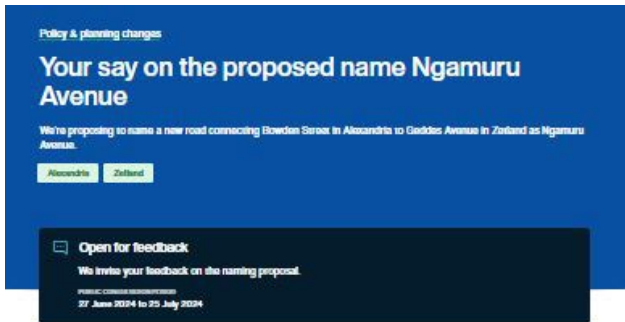 Policy & planning changes
Your say on the proposed name Ngamuru
Avenue
We're proposing to name a new road connecting Bowden Street in Alexandria to Geddes Avenue in Zetland as Ngamuru
Avenue.
Alexandria Zetland
Open for feedback
We invite your feedback on the naming proposal.
27 June 2024 to 25 July 2024